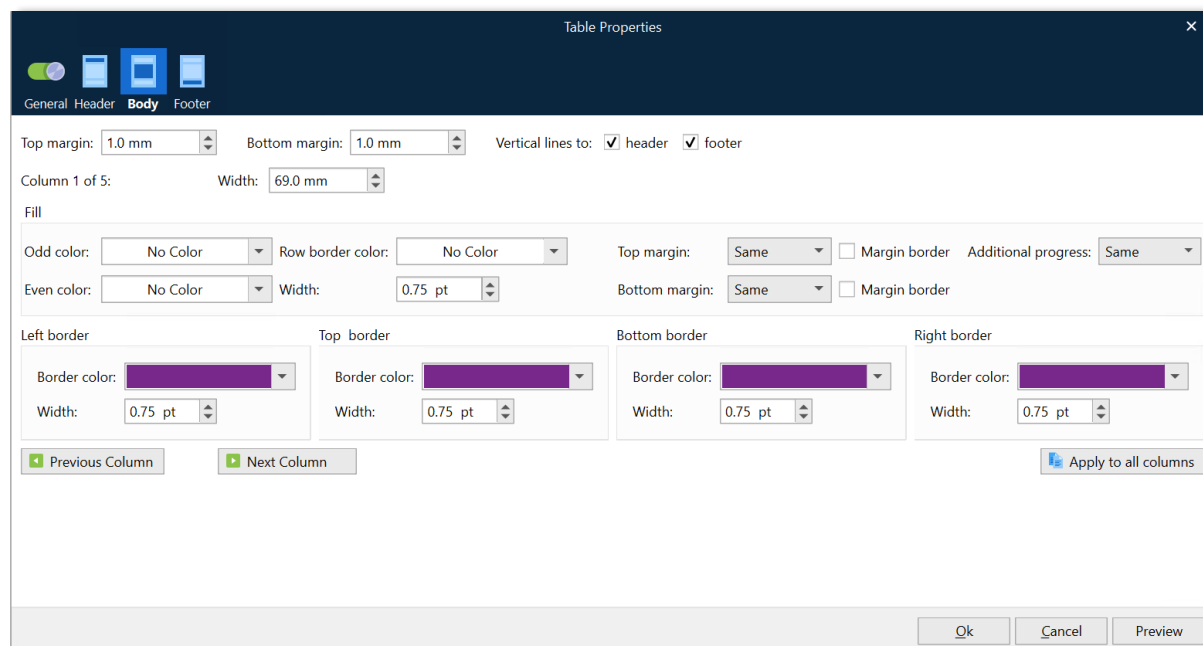 Table Properties
General Header Body Footer
Top margin: 1.0 mm Bottom margin: 1.0 mm Vertical lines to: header footer
Column 1 of 5: Width: 69.0 mm
Fill
Odd color: No Color Row border color: No Color Top margin: Same Margin border Additional progress: Same
Even color: No Color Width: 0.75 pt Bottom margin: Same Margin border
Left border Top border Bottom border Right border
Border color: Border color: Border color: Border color:
Width: 0.75 pt Width: 0.75 pt Width: 0.75 pt Width: 0.75 pt
Previous Column Next Column Apply to all columns
Ok Cancel Preview